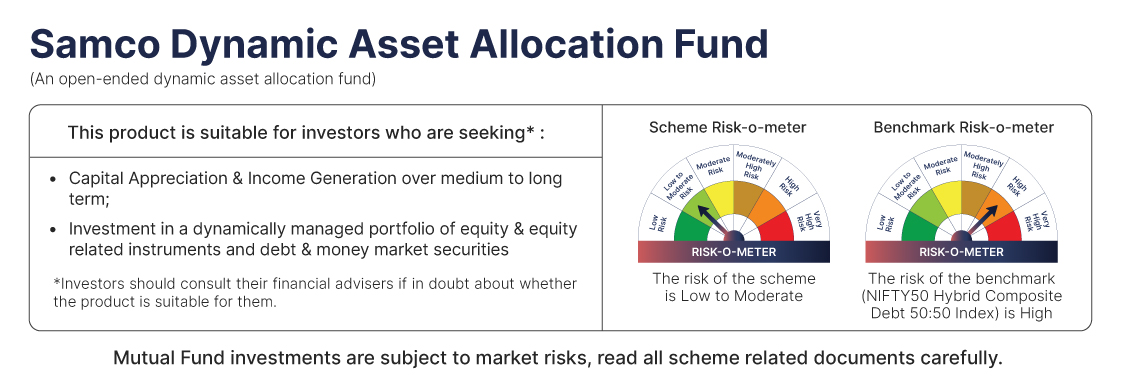 Samco Dynamic Asset Allocation Fund
(An open-ended dynamic asset allocation fund)
This product is suitable for investors who are seeking* :
• Capital Appreciation & Income Generation over medium to long
term;
• Investment in a dynamically managed portfolio of equity & equity
related instruments and debt & money market securities
*Investors should consult their financial advisers if in doubt about whether
the product is suitable for them.
Scheme Risk-o-meter
Low
Risk
Low to
Moderate
Risk
Moderate
Risk
Moderately
High
Risk
High
Risk
Very
High
Risk
RISK-O-METER
The risk of the scheme
is Low to Moderate
Benchmark Risk-o-meter
Low
Risk
Low to
Moderate
Risk
Moderate
Risk
Moderately
High
Risk
High
Risk
Very
High
Risk
RISK-O-METER
The risk of the benchmark
(NIFTY50 Hybrid Composite
Debt 50:50 Index) is High
Mutual Fund investments are subject to market risks, read all scheme related documents carefully.